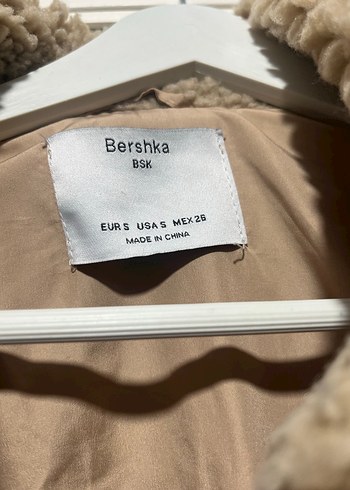 Bershka
BSK
EUR S USA S MEX 26
MADE IN CHINA